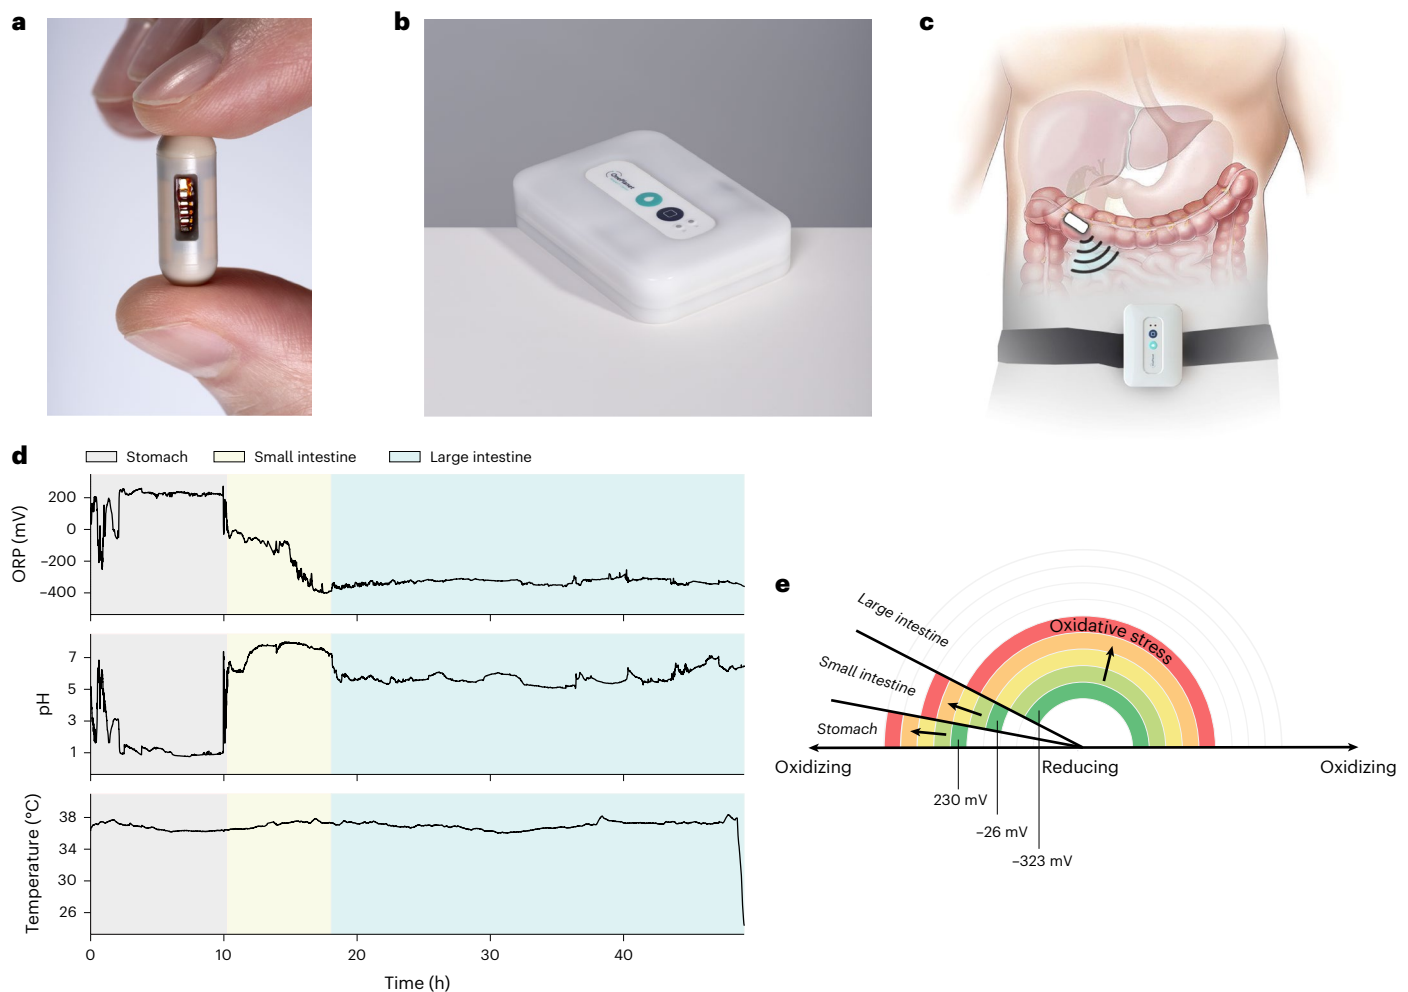 a
b
c
OnePlanet
d
Stomach
Small intestine
Large intestine
ORP (mV)
200
0
–200
–400
pH
7
5
3
1
Temperature (°C)
38
34
30
26
0
10
20
30
40
Time (h)
e
Large intestine
Small intestine
Stomach
Oxidative stress
Oxidizing
Reducing
Oxidizing
230 mV
–26 mV
–323 mV